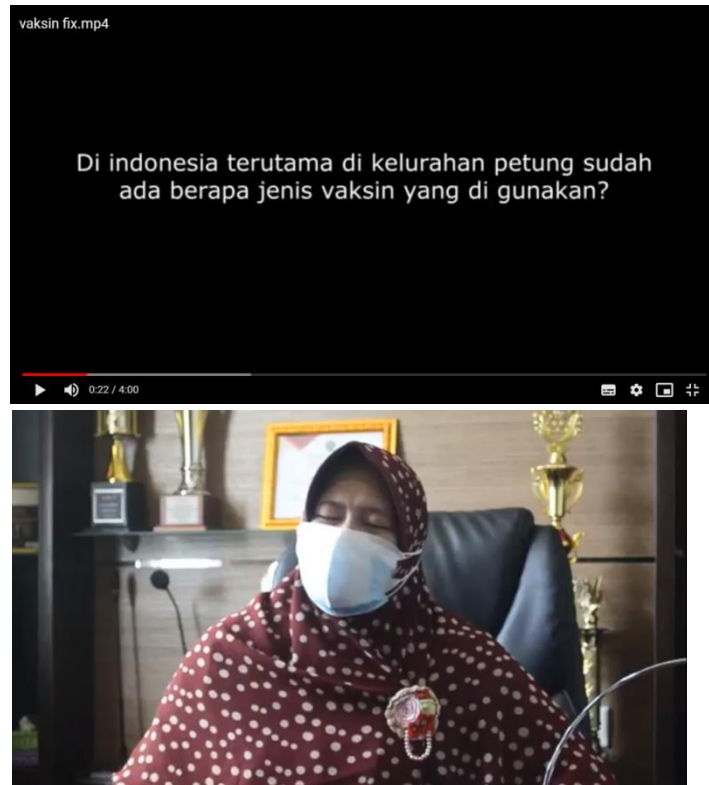 vaksin fix.mp4
Di indonesia terutama di kelurahan petung sudah
ada berapa jenis vaksin yang di gunakan?
0:22 / 4:00